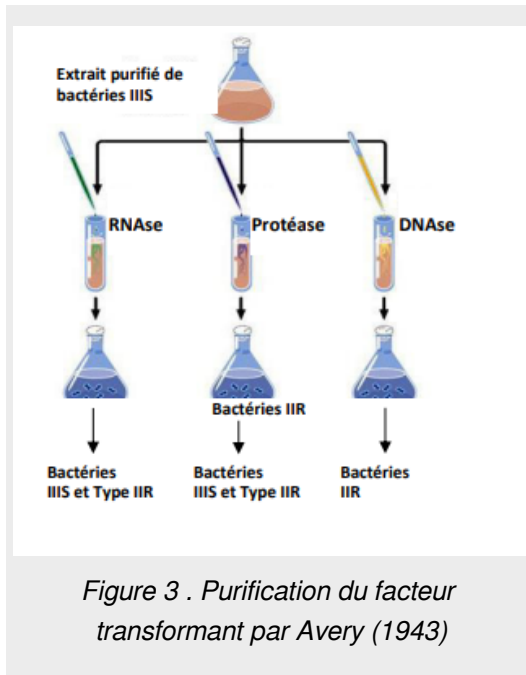 Extrait purifié de
bactéries IIIS
RNAse
Protéase
DNAse
Bactéries IIR
Bactéries
IIIS et Type IIR
Bactéries
IIIS et Type IIR
Bactéries
IIR
Figure 3 . Purification du facteur
transformant par Avery (1943)